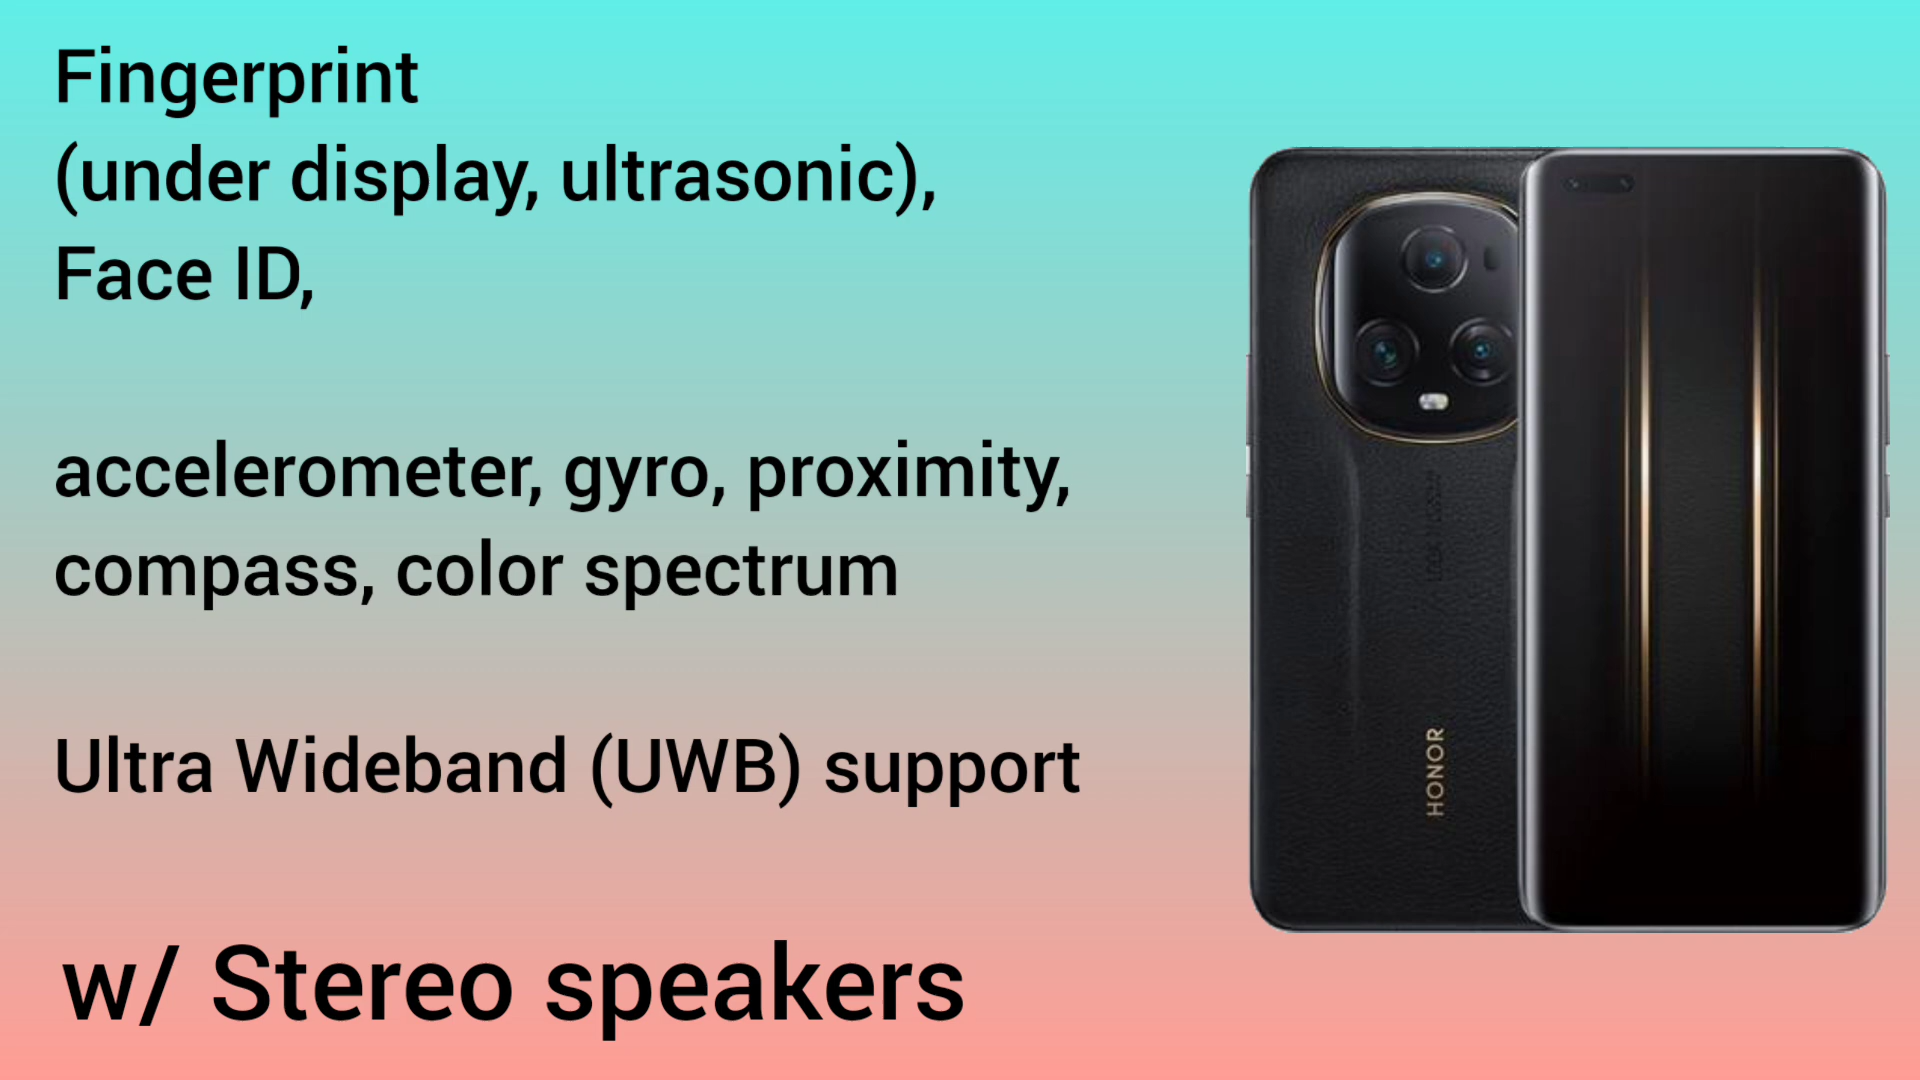 Fingerprint
(under display, ultrasonic),
Face ID,
accelerometer, gyro, proximity,
compass, color spectrum
Ultra Wideband (UWB) support
w/ Stereo speakers
HONOR